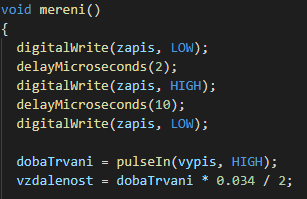 void mereni()
{
  digitalWrite(zapis, LOW);
  delayMicroseconds(2);
  digitalWrite(zapis, HIGH);
  delayMicroseconds(10);
  digitalWrite(zapis, LOW);

  dobaTrvani = pulseIn(vypis, HIGH);
  vzdalenost = dobaTrvani * 0.034 / 2;